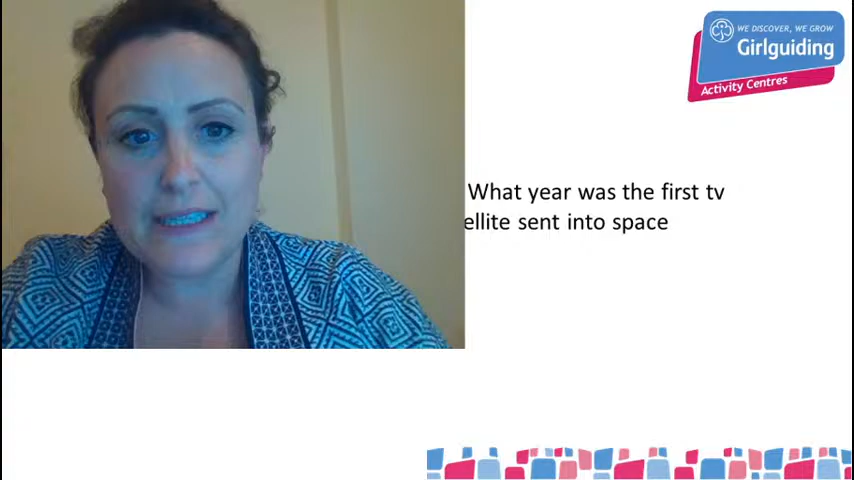 WE DISCOVER, WE GROW
Girlguiding
Activity Centres
What year was the first tv
ellite sent into space